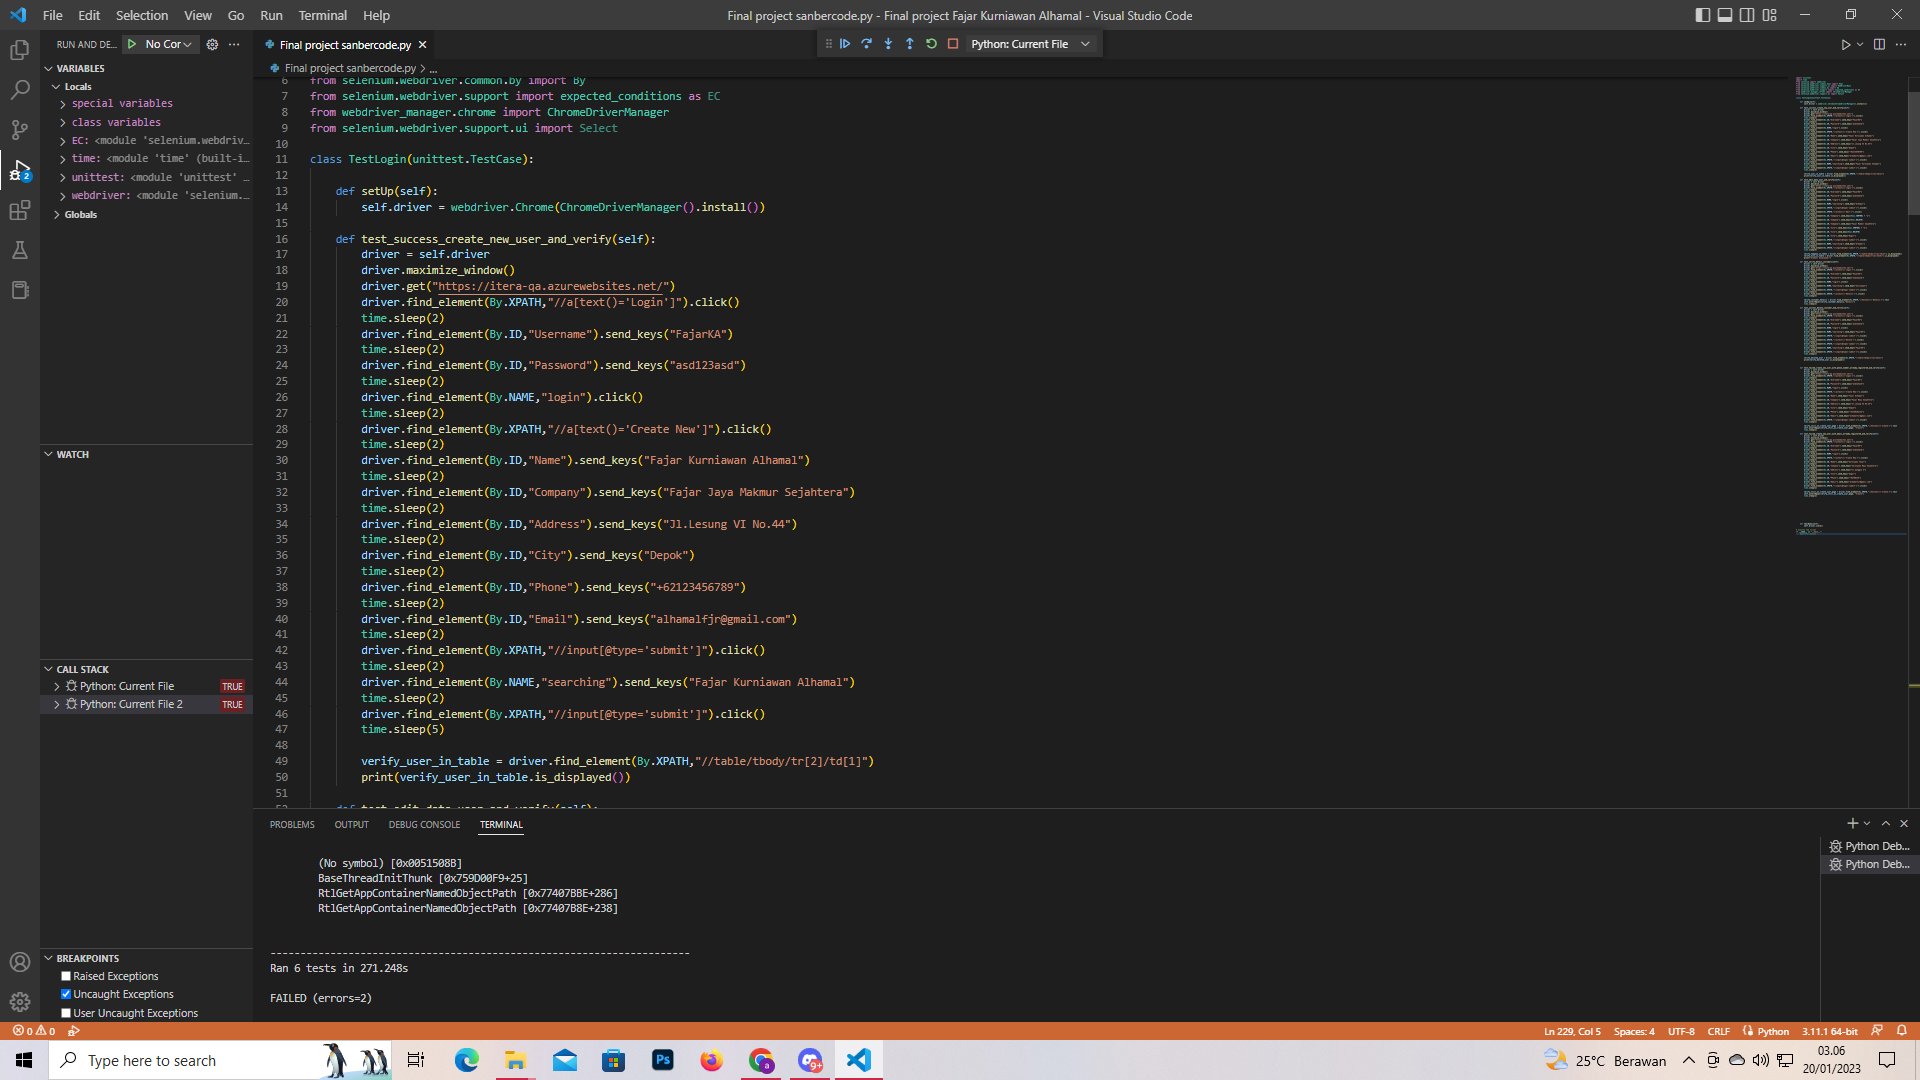 File Edit Selection View Go Run Terminal Help
Final project sanbercode.py - Final project Fajar Kurniawan Alhamal - Visual Studio Code
RUN AND DE... No Cor
Final project sanbercode.py
Python: Current File
Final project sanbercode.py > ...
VARIABLES
Locals
special variables
class variables
EC: <module 'selenium.webdriv...
time: <module 'time' (built-i...
unittest: <module 'unittest' ...
webdriver: <module 'selenium....
Globals
WATCH
CALL STACK
Python: Current File TRUE
Python: Current File 2 TRUE
BREAKPOINTS
Raised Exceptions
Uncaught Exceptions
User Uncaught Exceptions
2
6 from selenium.webdriver.common.by import By
7 from selenium.webdriver.support import expected_conditions as EC
8 from webdriver_manager.chrome import ChromeDriverManager
9 from selenium.webdriver.support.ui import Select
10
11 class TestLogin(unittest.TestCase):
12
13 def setUp(self):
14 self.driver = webdriver.Chrome(ChromeDriverManager().install())
15
16 def test_success_create_new_user_and_verify(self):
17 driver = self.driver
18 driver.maximize_window()
19 driver.get("https://itera-qa.azurewebsites.net/")
20 driver.find_element(By.XPATH,"//a[text()='Login']").click()
21 time.sleep(2)
22 driver.find_element(By.ID,"Username").send_keys("FajarKA")
23 time.sleep(2)
24 driver.find_element(By.ID,"Password").send_keys("asd123asd")
25 time.sleep(2)
26 driver.find_element(By.NAME,"login").click()
27 time.sleep(2)
28 driver.find_element(By.XPATH,"//a[text()='Create New']").click()
29 time.sleep(2)
30 driver.find_element(By.ID,"Name").send_keys("Fajar Kurniawan Alhamal")
31 time.sleep(2)
32 driver.find_element(By.ID,"Company").send_keys("Fajar Jaya Makmur Sejahtera")
33 time.sleep(2)
34 driver.find_element(By.ID,"Address").send_keys("Jl.Lesung VI No.44")
35 time.sleep(2)
36 driver.find_element(By.ID,"City").send_keys("Depok")
37 time.sleep(2)
38 driver.find_element(By.ID,"Phone").send_keys("+62123456789")
39 time.sleep(2)
40 driver.find_element(By.ID,"Email").send_keys("alhamalfjr@gmail.com")
41 time.sleep(2)
42 driver.find_element(By.XPATH,"//input[@type='submit']").click()
43 time.sleep(2)
44 driver.find_element(By.NAME,"searching").send_keys("Fajar Kurniawan Alhamal")
45 time.sleep(2)
46 driver.find_element(By.XPATH,"//input[@type='submit']").click()
47 time.sleep(5)
48
49 verify_user_in_table = driver.find_element(By.XPATH,"//table/tbody/tr[2]/td[1]")
50 print(verify_user_in_table.is_displayed())
51
52 def test_edit_data_user_and_verify(self):
PROBLEMS OUTPUT DEBUG CONSOLE TERMINAL
(No symbol) [0x0051508B]
BaseThreadInitThunk [0x759D00F9+25]
RtlGetAppContainerNamedObjectPath [0x77407BBE+286]
RtlGetAppContainerNamedObjectPath [0x77407B8E+238]
----------------------------------------------------------------------
Ran 6 tests in 271.248s
FAILED (errors=2)
Python Deb...
Python Deb...
0 0
Ln 229, Col 5 Spaces: 4 UTF-8 CRLF Python 3.11.1 64-bit
Type here to search
Ps
a
9+
25°C Berawan
03.06
20/01/2023